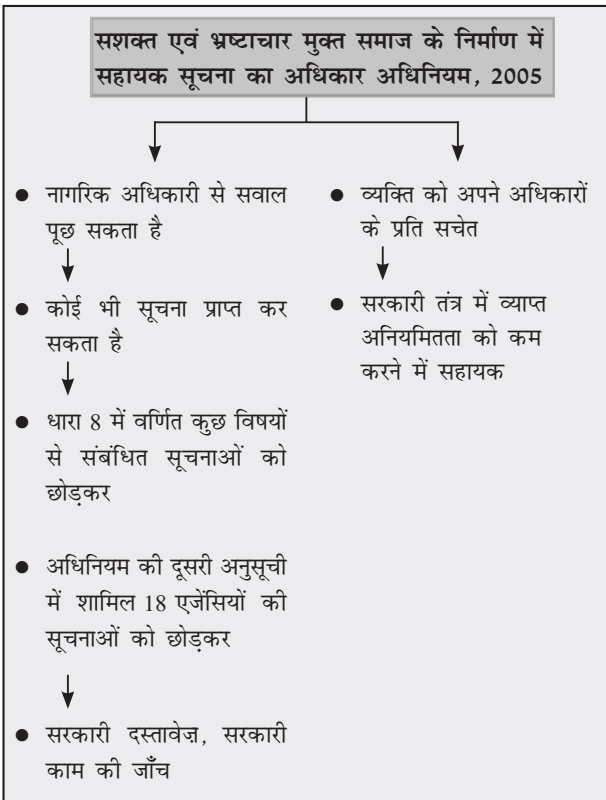 सशक्त एवं भ्रष्टाचार मुक्त समाज के निर्माण में
सहायक सूचना का अधिकार अधिनियम, 2005
● नागरिक अधिकारी से सवाल
पूछ सकता है
● कोई भी सूचना प्राप्त कर
सकता है
● धारा 8 में वर्णित कुछ विषयों
से संबंधित सूचनाओं को
छोड़कर
● अधिनियम की दूसरी अनुसूची
में शामिल 18 एजेंसियों की
सूचनाओं को छोड़कर
● सरकारी दस्तावेज़, सरकारी
काम की जाँच
● व्यक्ति को अपने अधिकारों
के प्रति सचेत
● सरकारी तंत्र में व्याप्त
अनियमितता को कम
करने में सहायक